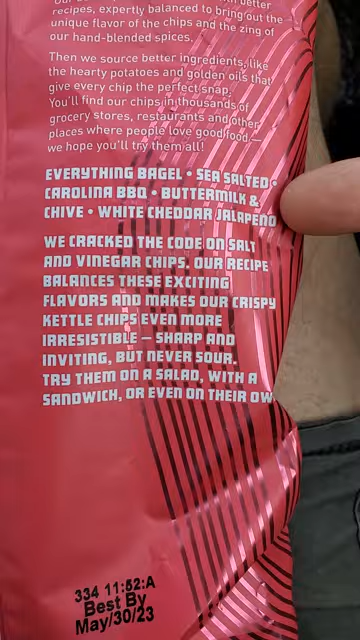 better
recipes, expertly balanced to bring out the
unique flavor of the chips and the zing of
our hand-blended spices.
Then we source better ingredients, like
the hearty potatoes and golden oils that
give every chip the perfect snap.
You'll find our chips in thousands of
grocery stores, restaurants and other
places where people love good food —
we hope you'll try them all!
EVERYTHING BAGEL • SEA SALTED •
CAROLINA BBQ • BUTTERMILK &
CHIVE • WHITE CHEDDAR JALAPENO
WE CRACKED THE CODE ON SALT
AND VINEGAR CHIPS. OUR RECIPE
BALANCES THESE EXCITING
FLAVORS AND MAKES OUR CRISPY
KETTLE CHIPS EVEN MORE
IRRESISTIBLE — SHARP AND
INVITING, BUT NEVER SOUR.
TRY THEM ON A SALAD, WITH A
SANDWICH, OR EVEN ON THEIR OW
334 11:52:A
Best By
May/30/23